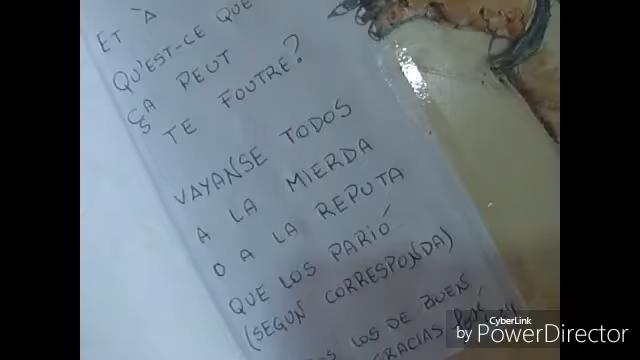 ET À
QU'EST-CE QUE
ÇA PEUT
TE FOUTRE?
VAYANSE TODOS
A LA MIERDA
O A LA REPUTA
QUE LOS PARIÓ
(SEGUN CORRESPONDA)
LOS DE BUEN
GRACIAS
CyberLink
by PowerDirector